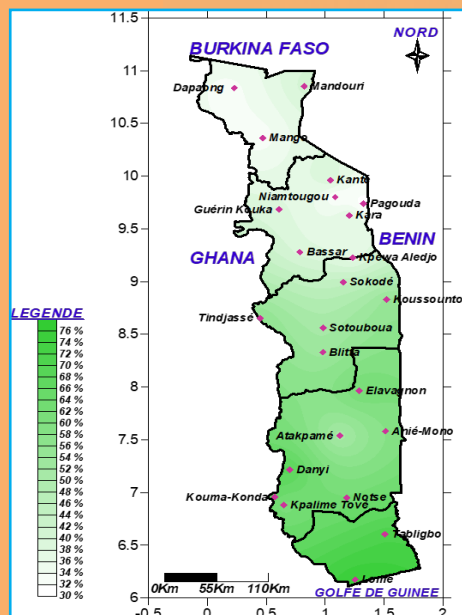 11.5
NORD
BURKINA FASO
11
Dapaong
Mandouri
10.5
Mango
10
Kanté
Niamtougou
Pagouda
Guérin Kouka
Kara
9.5
BENIN
GHANA
Bassar
Kpéwa Aledjo
9
Sokodé
Koussounto
LEGENDE
Tindjassé
8.5
Sotouboua
Blitta
8
Elavagnon
7.5
Atakpamé
Anié-Mono
Danyi
7
Kouma-Konda
Notsè
Kpalime Tové
6.5
Tabligbo
0Km
55Km
110Km
Lomé
6
GOLFE DE GUINEE
-0.5
0
0.5
1
1.5
2
76 %
74 %
72 %
70 %
68 %
66 %
64 %
62 %
60 %
58 %
56 %
54 %
52 %
50 %
48 %
46 %
44 %
42 %
40 %
38 %
36 %
34 %
32 %
30 %